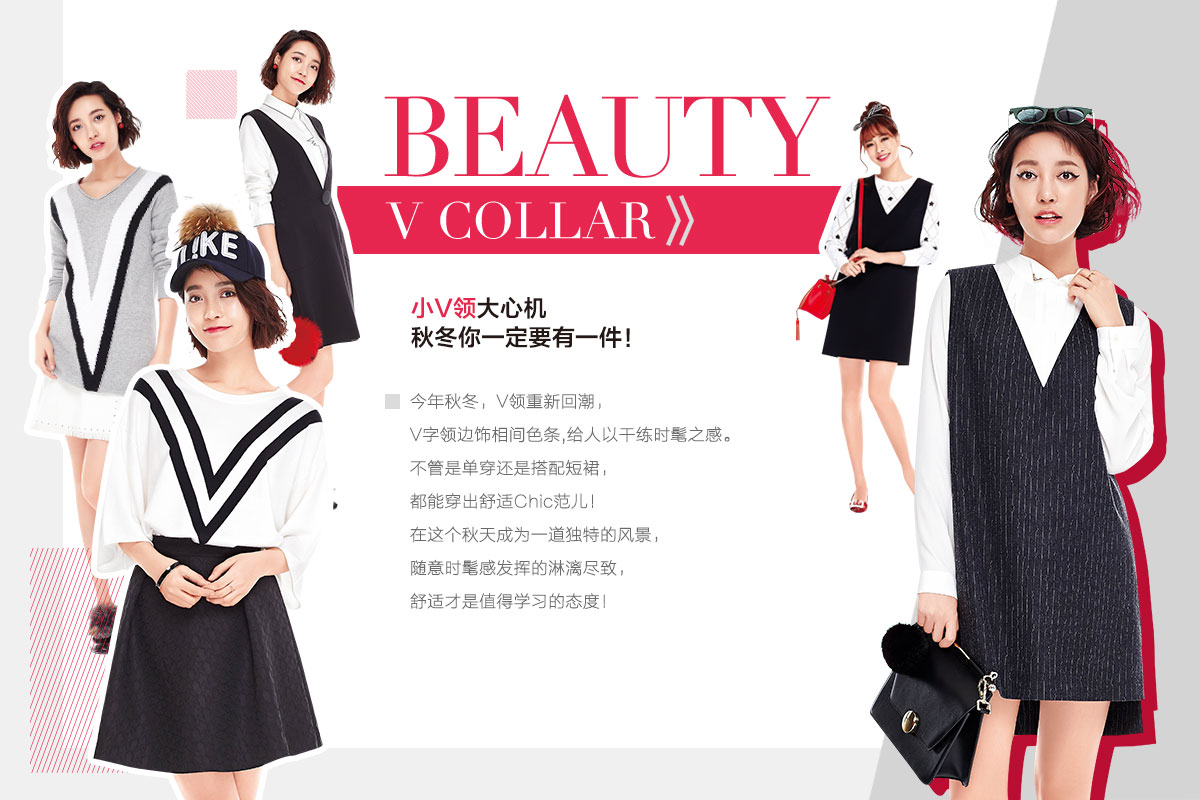 BEAUTY
V COLLAR
L!KE
小V领大心机
秋冬你一定要有一件！
今年秋冬，V领重新回潮，
V字领边饰相间色条,给人以干练时髦之感。
不管是单穿还是搭配短裙，
都能穿出舒适Chic范儿！
在这个秋天成为一道独特的风景，
随意时髦感发挥的淋漓尽致，
舒适才是值得学习的态度！